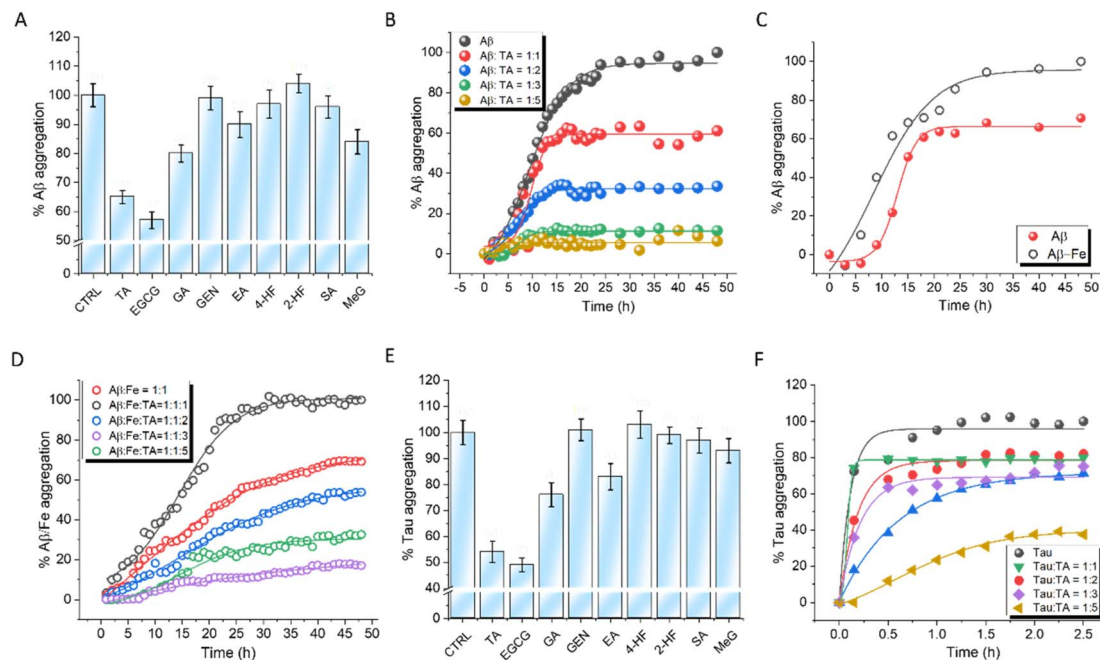 A
% Aβ aggregation
120
110
100
90
80
70
60
50
20
0
CTRL
TA
EGCG
GA
GEN
EA
4-HF
2-HF
SA
MeG
B
% Aβ aggregation
100
80
60
40
20
0
Aβ
Aβ: TA = 1:1
Aβ: TA = 1:2
Aβ: TA = 1:3
Aβ: TA = 1:5
-5 0 5 10 15 20 25 30 35 40 45 50
Time (h)
C
% Aβ aggregation
100
80
60
40
20
0
Aβ
Aβ–Fe
0 10 20 30 40 50
Time (h)
D
% Aβ/Fe aggregation
100
80
60
40
20
0
Aβ:Fe = 1:1
Aβ:Fe:TA=1:1:1
Aβ:Fe:TA=1:1:2
Aβ:Fe:TA=1:1:3
Aβ:Fe:TA=1:1:5
0 5 10 15 20 25 30 35 40 45 50
Time (h)
E
% Tau aggregation
120
110
100
90
80
70
60
50
40
20
0
CTRL
TA
EGCG
GA
GEN
EA
4-HF
2-HF
SA
MeG
F
% Tau aggregation
120
100
80
60
40
20
0
Tau
Tau:TA = 1:1
Tau:TA = 1:2
Tau:TA = 1:3
Tau:TA = 1:5
0.0 0.5 1.0 1.5 2.0 2.5
Time (h)